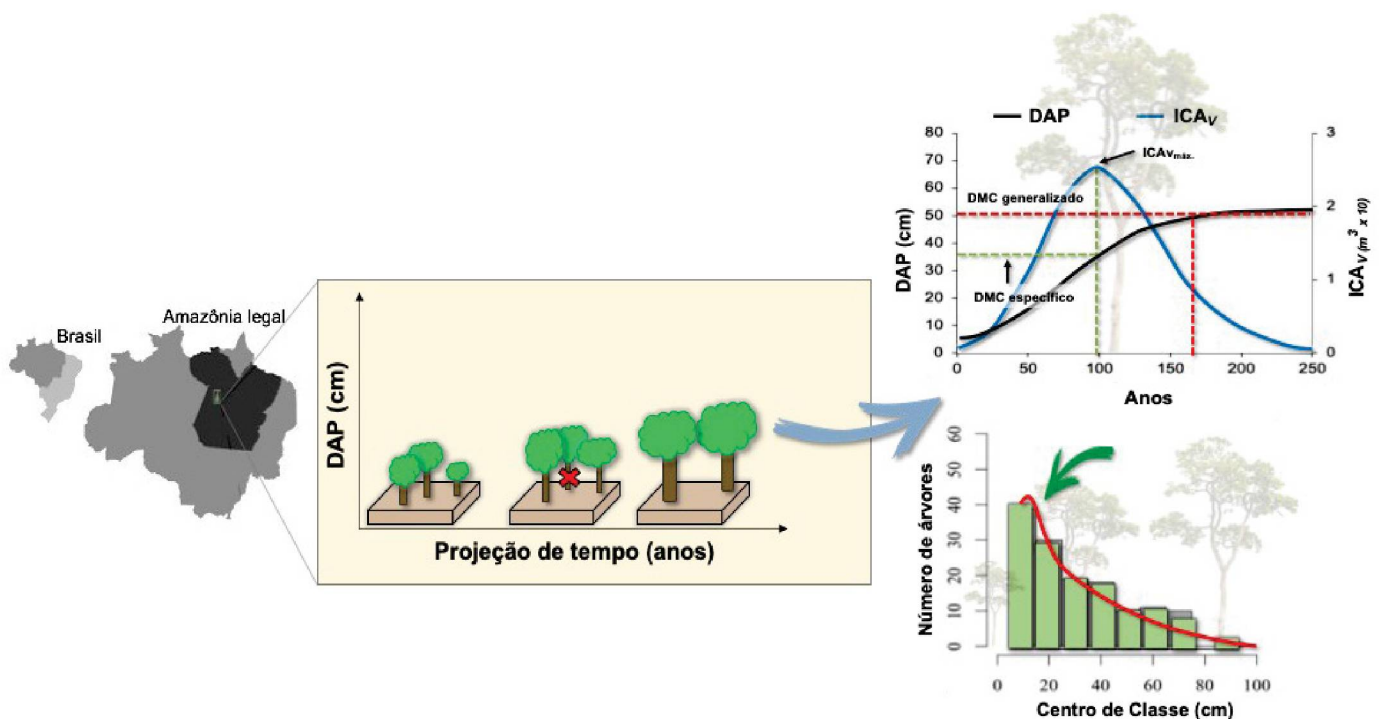 Brasil
Amazônia legal
DAP (cm)
Projeção de tempo (anos)
DAP
ICAV
80
70
60
50
40
30
20
10
0
DAP (cm)
ICAvmáx.
DMC generalizado
DMC específico
3
2
1
0
ICAV (m³ x 10)
0 50 100 150 200 250
Anos
60
50
40
30
20
10
0
Número de árvores
0 20 40 60 80 100
Centro de Classe (cm)